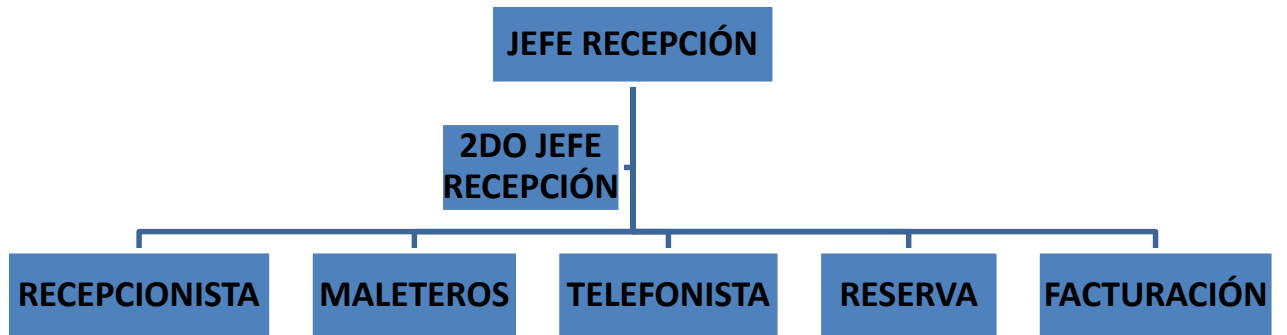 JEFE RECEPCIÓN
2DO JEFE
RECEPCIÓN
RECEPCIONISTA
MALETEROS
TELEFONISTA
RESERVA
FACTURACIÓN